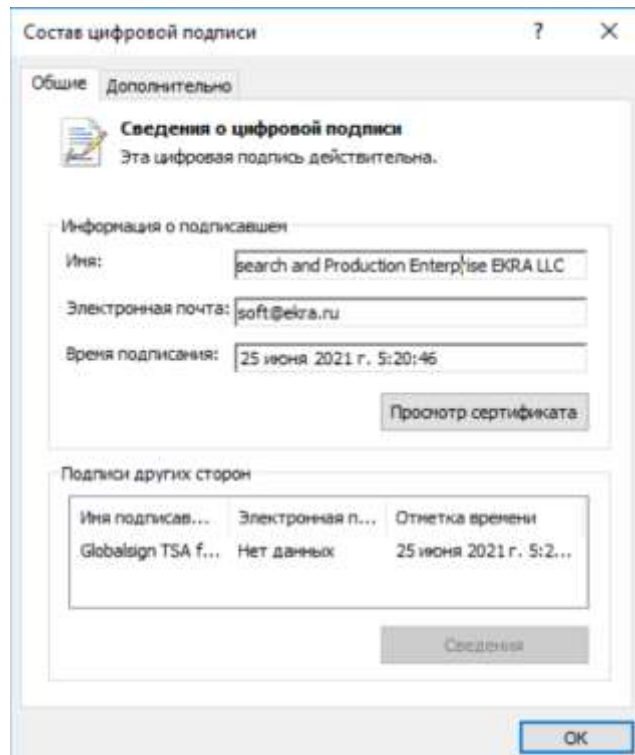 Состав цифровой подписи
Общие Дополнительно
Сведения о цифровой подписи
Эта цифровая подпись действительна.
Информация о подписавшем
Имя: search and Production Enterprise EKRA LLC
Электронная почта: soft@ekra.ru
Время подписания: 25 июня 2021 г. 5:20:46
Просмотр сертификата
Подписи других сторон
Имя подписав... Электронная п... Отметка времени
Globalsign TSA f... Нет данных 25 июня 2021 г. 5:2...
Сведения
ОК